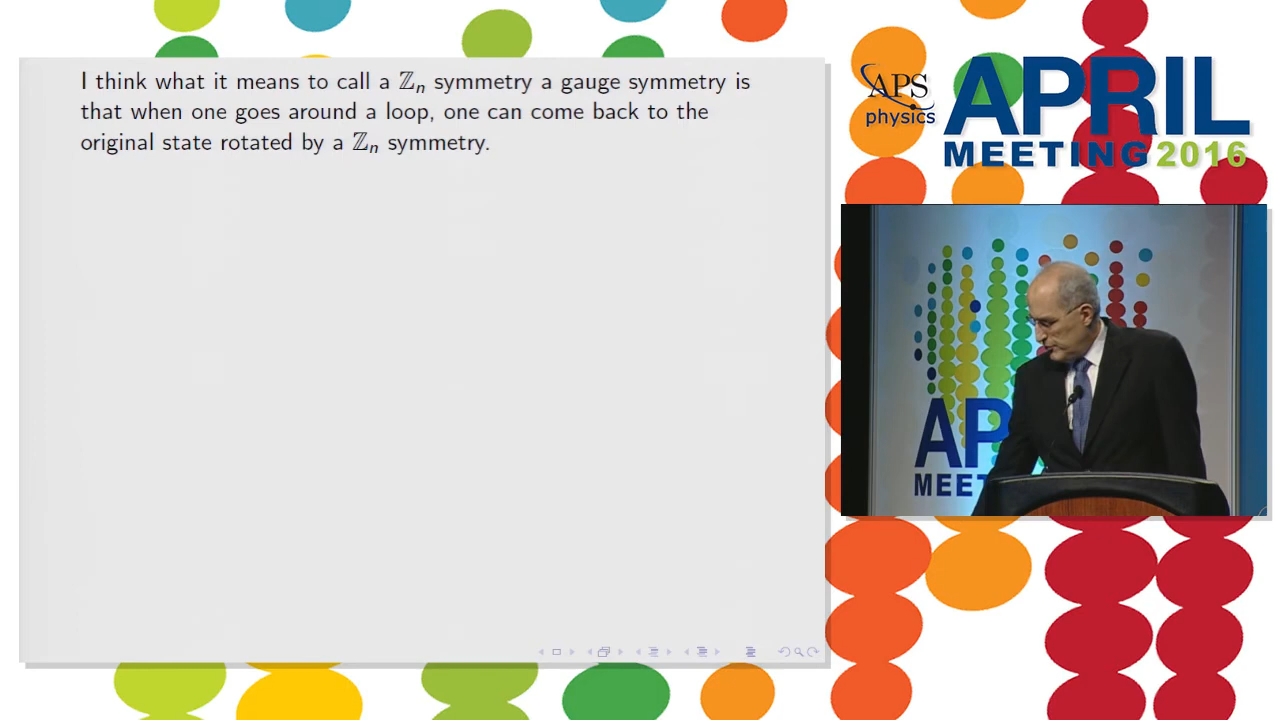 I think what it means to call a ℤₙ symmetry a gauge symmetry is
that when one goes around a loop, one can come back to the
original state rotated by a ℤₙ symmetry.
APS
physics
APRIL
MEETING 2016
AP
MEET